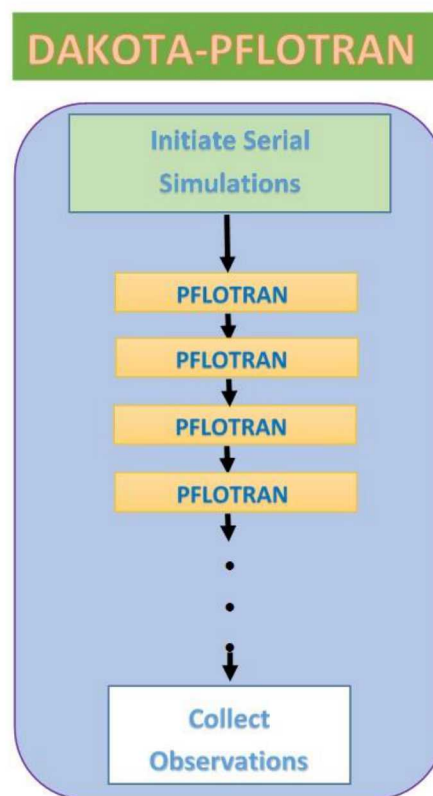 DAKOTA-PFLOTRAN
Initiate Serial
Simulations
PFLOTRAN
PFLOTRAN
PFLOTRAN
PFLOTRAN
Collect
Observations